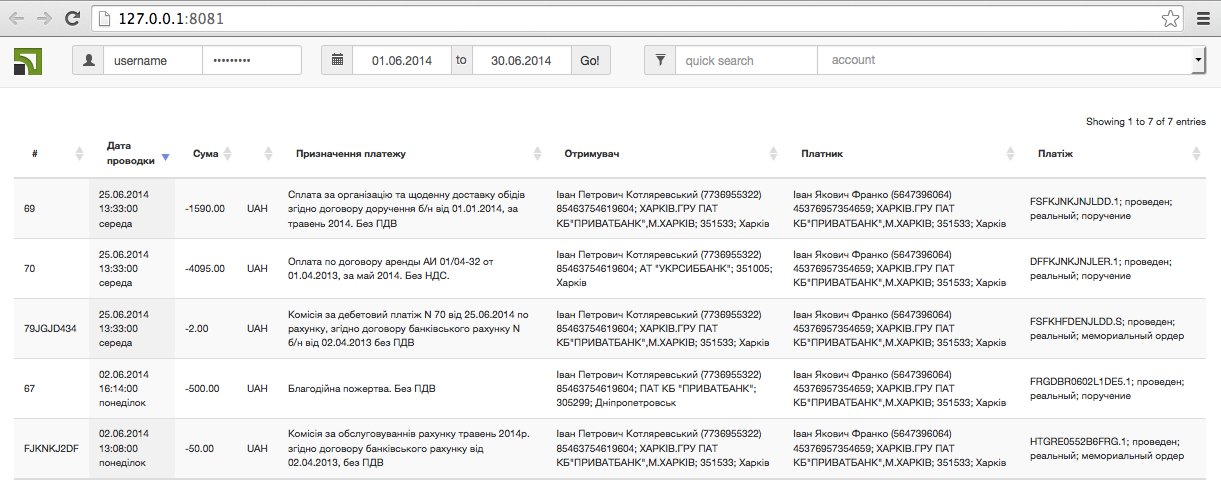 127.0.0.1:8081
username ••••••••• 01.06.2014 to 30.06.2014 Go! quick search account
Showing 1 to 7 of 7 entries
# Дата проводки Сума Призначення платежу Отримувач Платник Платіж
69
25.06.2014
13:33:00
середа
-1590.00
UAH
Сплата за організацію та щоденну доставку обідів
згідно договору доручення б/н від 01.01.2014, за
травень 2014. Без ПДВ
Іван Петрович Котляревський (7736955322)
85463754619604; ХАРКІВ.ГРУ ПАТ
КБ"ПРИВАТБАНК",М.ХАРКІВ; 351533; Харків
Іван Якович Франко (5647396064)
45376957354659; ХАРКІВ.ГРУ ПАТ
КБ"ПРИВАТБАНК",М.ХАРКІВ; 351533; Харків
FSFKJNKJNJLDD.1; проведен;
реальный; поручение
70
25.06.2014
13:33:00
середа
-4095.00
UAH
Оплата по договору аренды АИ 01/04-32 от
01.04.2013, за май 2014. Без НДС.
Іван Петрович Котляревський (7736955322)
85463754619604; АТ "УКРСИББАНК"; 351005;
Харків
Іван Якович Франко (5647396064)
45376957354659; ХАРКІВ.ГРУ ПАТ
КБ"ПРИВАТБАНК",М.ХАРКІВ; 351533; Харків
DFFKJNKJNJLER.1; проведен;
реальный; поручение
79JGJD434
25.06.2014
13:33:00
середа
-2.00
UAH
Комісія за дебетовий платіж N 70 від 25.06.2014 по
рахунку, згідно договору банківського рахунку N
б/н від 02.04.2013 без ПДВ
Іван Петрович Котляревський (7736955322)
85463754619604; ХАРКІВ.ГРУ ПАТ
КБ"ПРИВАТБАНК",М.ХАРКІВ; 351533; Харків
Іван Якович Франко (5647396064)
45376957354659; ХАРКІВ.ГРУ ПАТ
КБ"ПРИВАТБАНК",М.ХАРКІВ; 351533; Харків
FSFKHFDENJLDD.S; проведен;
реальный; мемориальный ордер
67
02.06.2014
16:14:00
понеділок
-500.00
UAH
Благодійна пожертва. Без ПДВ
Іван Петрович Котляревський (7736955322)
85463754619604; ПАТ КБ "ПРИВАТБАНК";
305299; Дніпропетровськ
Іван Якович Франко (5647396064)
45376957354659; ХАРКІВ.ГРУ ПАТ
КБ"ПРИВАТБАНК",М.ХАРКІВ; 351533; Харків
FRGDBR0602L1DE5.1; проведен;
реальный; поручение
FJKNKJ2DF
02.06.2014
13:08:00
понеділок
-50.00
UAH
Комісія за обслуговуваннів рахунку травень 2014р.
згідно договору банківського рахунку від
02.04.2013, без ПДВ
Іван Петрович Котляревський (7736955322)
85463754619604; ХАРКІВ.ГРУ ПАТ
КБ"ПРИВАТБАНК",М.ХАРКІВ; 351533; Харків
Іван Якович Франко (5647396064)
45376957354659; ХАРКІВ.ГРУ ПАТ
КБ"ПРИВАТБАНК",М.ХАРКІВ; 351533; Харків
HTGRE0552B6FRG.1; проведен;
реальный; мемориальный ордер